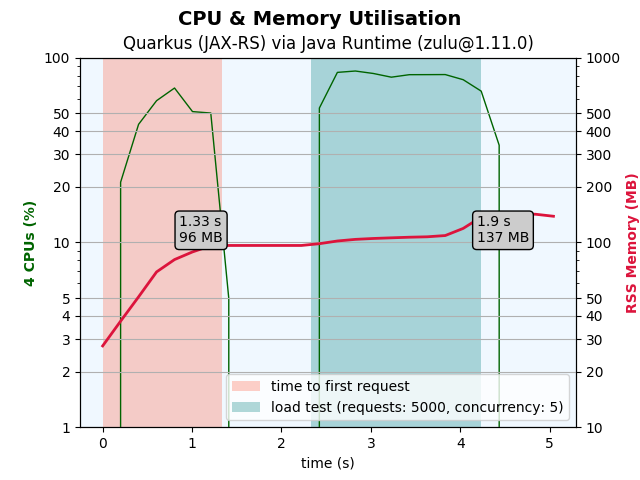 CPU & Memory Utilisation
Quarkus (JAX-RS) via Java Runtime (zulu@1.11.0)
100
50
40
30
20
10
5
4
3
2
1
4 CPUs (%)
1000
500
400
300
200
100
50
40
30
20
10
RSS Memory (MB)
1.33 s
96 MB
1.9 s
137 MB
time to first request
load test (requests: 5000, concurrency: 5)
0 1 2 3 4 5
time (s)